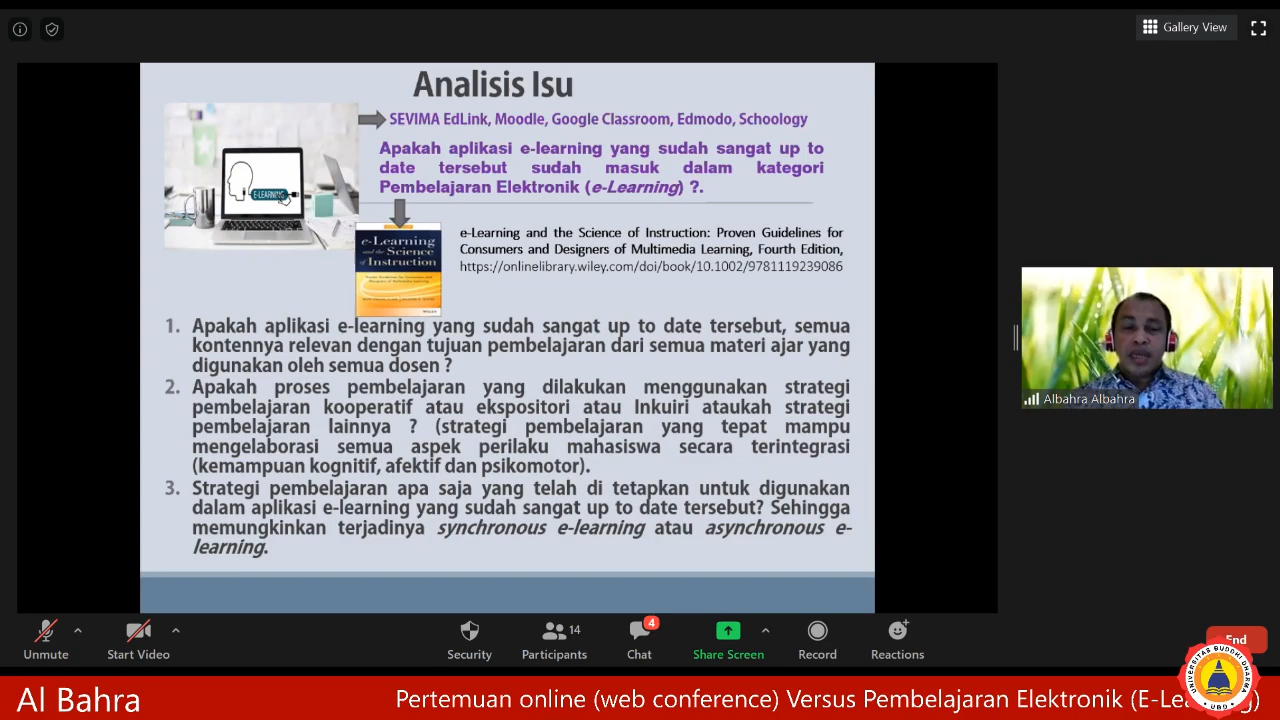 Gallery View
Analisis Isu
SEVIMA EdLink, Moodle, Google Classroom, Edmodo, Schoology
Apakah aplikasi e-learning yang sudah sangat up to
date tersebut sudah masuk dalam kategori
Pembelajaran Elektronik (e-Learning) ?.
E-LEARNING
e-Learning
and the Science
of Instruction
WILEY
e-Learning and the Science of Instruction: Proven Guidelines for
Consumers and Designers of Multimedia Learning, Fourth Edition,
https://onlinelibrary.wiley.com/doi/book/10.1002/9781119239086
1. Apakah aplikasi e-learning yang sudah sangat up to date tersebut, semua
kontennya relevan dengan tujuan pembelajaran dari semua materi ajar yang
digunakan oleh semua dosen ?
2. Apakah proses pembelajaran yang dilakukan menggunakan strategi
pembelajaran kooperatif atau ekspositori atau Inkuiri ataukah strategi
pembelajaran lainnya ? (strategi pembelajaran yang tepat mampu
mengelaborasi semua aspek perilaku mahasiswa secara terintegrasi
(kemampuan kognitif, afektif dan psikomotor).
3. Strategi pembelajaran apa saja yang telah di tetapkan untuk digunakan
dalam aplikasi e-learning yang sudah sangat up to date tersebut? Sehingga
memungkinkan terjadinya synchronous e-learning atau asynchronous e-
learning.
Albahra Albahra
Unmute
Start Video
Security
Participants 14
Chat 4
Share Screen
Record
Reactions
End
UNIVERSITAS BUDDHI DHARMA
UBD
Al Bahra
Pertemuan online (web conference) Versus Pembelajaran Elektronik (E-Le g)